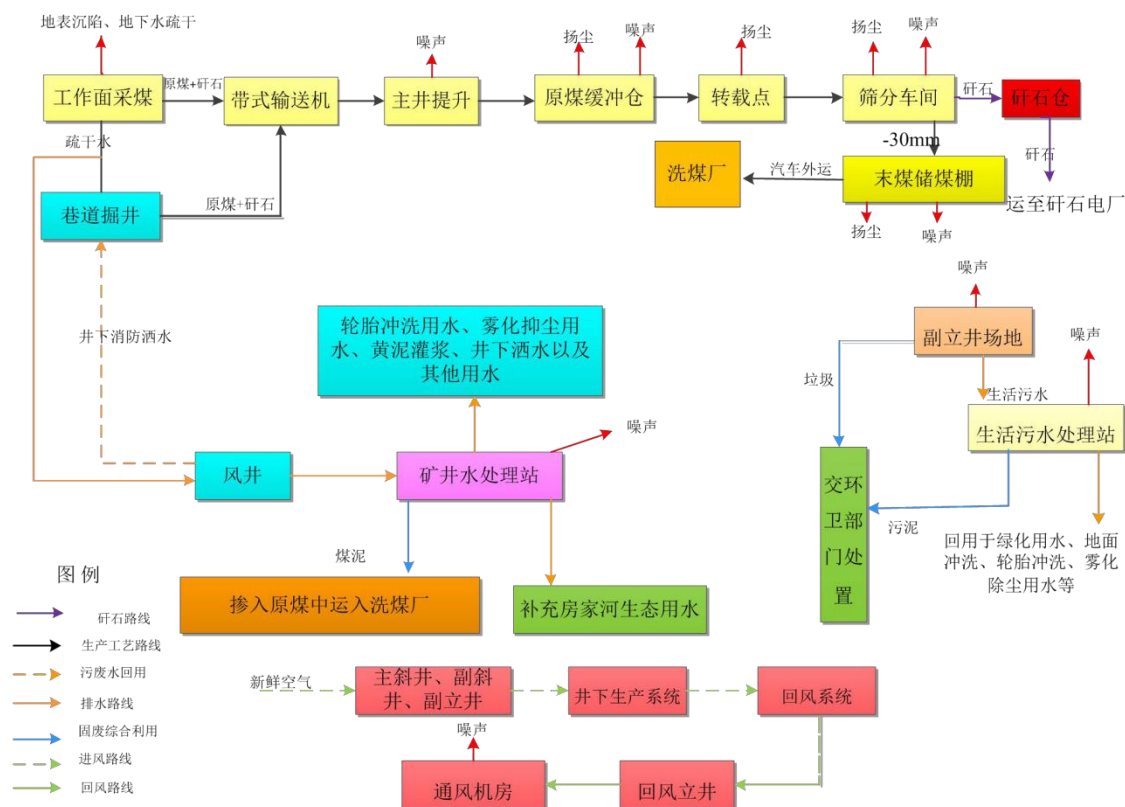 地表沉陷、地下水疏干
噪声
扬尘
噪声
扬尘
扬尘
噪声
工作面采煤
原煤+矸石
带式输送机
主井提升
原煤缓冲仓
转载点
筛分车间
矸石
矸石仓
疏干水
-30mm
矸石
洗煤厂
汽车外运
末煤储煤棚
运至矸石电厂
巷道掘井
原煤+矸石
扬尘
噪声
噪声
井下消防洒水
轮胎冲洗用水、雾化抑尘用
水、黄泥灌浆、井下洒水以及
其他用水
副立井场地
噪声
垃圾
生活污水
生活污水处理站
噪声
风井
矿井水处理站
交环
卫部
门处
置
污泥
回用于绿化用水、地面
冲洗、轮胎冲洗、雾化
除尘用水等
煤泥
掺入原煤中运入洗煤厂
补充房家河生态用水
图 例
矸石路线
生产工艺路线
污废水回用
排水路线
固废综合利用
进风路线
回风路线
新鲜空气
主斜井、副斜
井、副立井
井下生产系统
回风系统
噪声
通风机房
回风立井